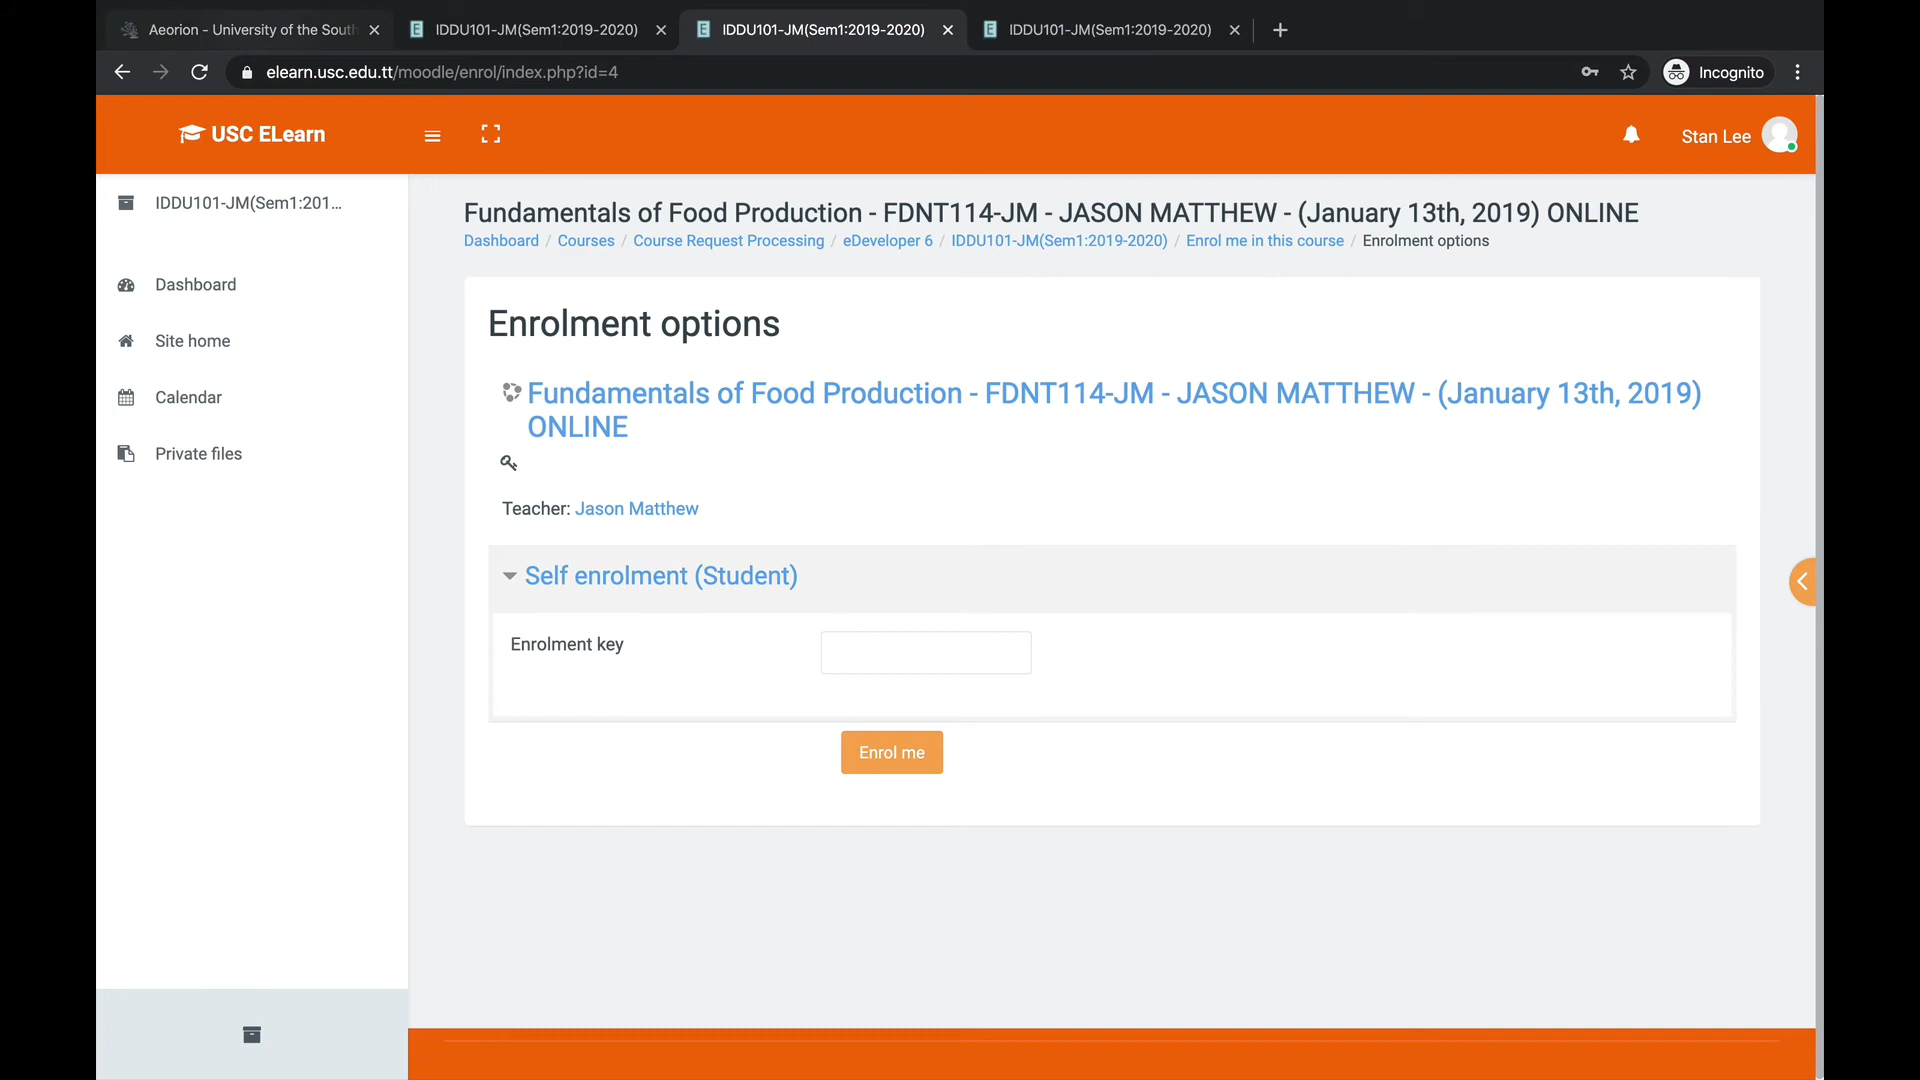 Aeorion - University of the South
IDDU101-JM(Sem1:2019-2020)
IDDU101-JM(Sem1:2019-2020)
IDDU101-JM(Sem1:2019-2020)
elearn.usc.edu.tt/moodle/enrol/index.php?id=4
Incognito
USC ELearn
Stan Lee
IDDU101-JM(Sem1:201...
Dashboard
Site home
Calendar
Private files
Fundamentals of Food Production - FDNT114-JM - JASON MATTHEW - (January 13th, 2019) ONLINE
Dashboard / Courses / Course Request Processing / eDeveloper 6 / IDDU101-JM(Sem1:2019-2020) / Enrol me in this course / Enrolment options
Enrolment options
Fundamentals of Food Production - FDNT114-JM - JASON MATTHEW - (January 13th, 2019)
ONLINE
Teacher: Jason Matthew
Self enrolment (Student)
Enrolment key
Enrol me